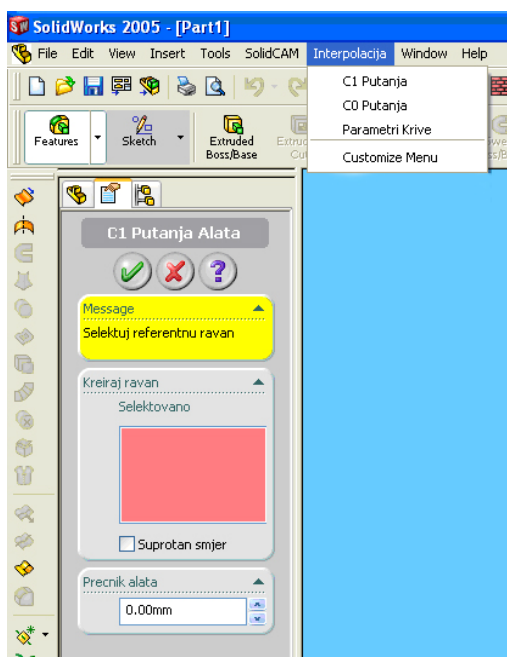 SolidWorks 2005 - [Part1]
File Edit View Insert Tools SolidCAM Interpolacija Window Help
C1 Putanja
C0 Putanja
Parametri Krive
Customize Menu
Features
Sketch
Extruded
Boss/Base
C1 Putanja Alata
Message
Selektuj referentnu ravan
Kreiraj ravan
Selektovano
Suprotan smjer
Precnik alata
0.00mm